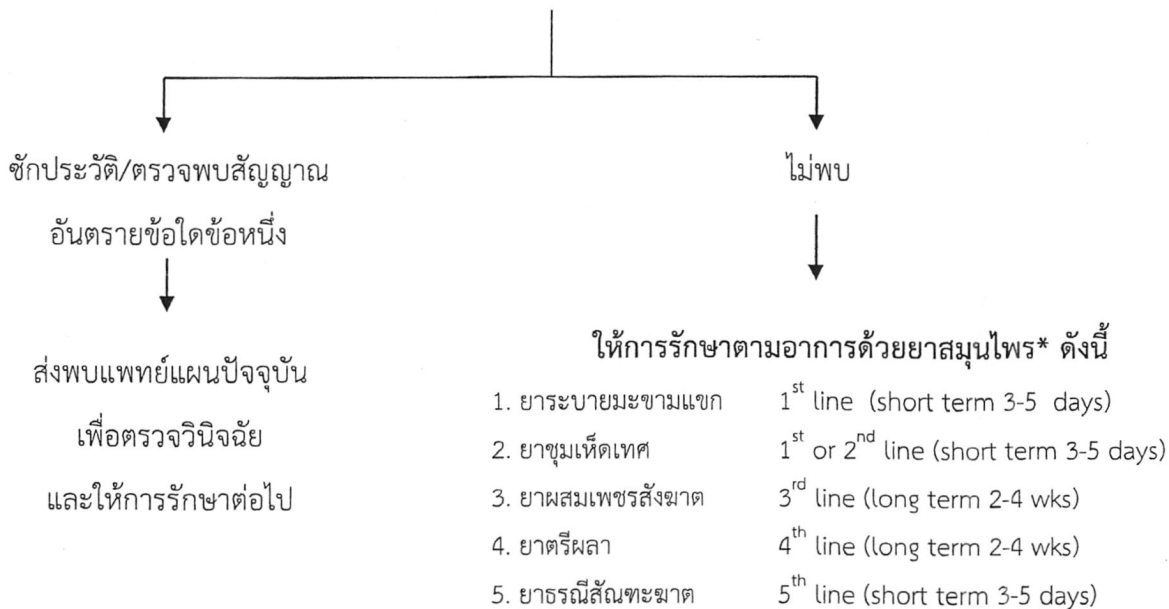 ซักประวัติ/ตรวจพบสัญญาณ
อันตรายข้อใดข้อหนึ่ง
ส่งพบแพทย์แผนปัจจุบัน
เพื่อตรวจวินิจฉัย
และให้การรักษาต่อไป
ไม่พบ
ให้การรักษาตามอาการด้วยยาสมุนไพร* ดังนี้
1. ยาระบายมะขามแขก 1st line (short term 3-5 days)
2. ยาชุมเห็ดเทศ 1st or 2nd line (short term 3-5 days)
3. ยาผสมเพชรสังฆาต 3rd line (long term 2-4 wks)
4. ยาตรีผลา 4th line (long term 2-4 wks)
5. ยาธรณีสัณฑะฆาต 5th line (short term 3-5 days)